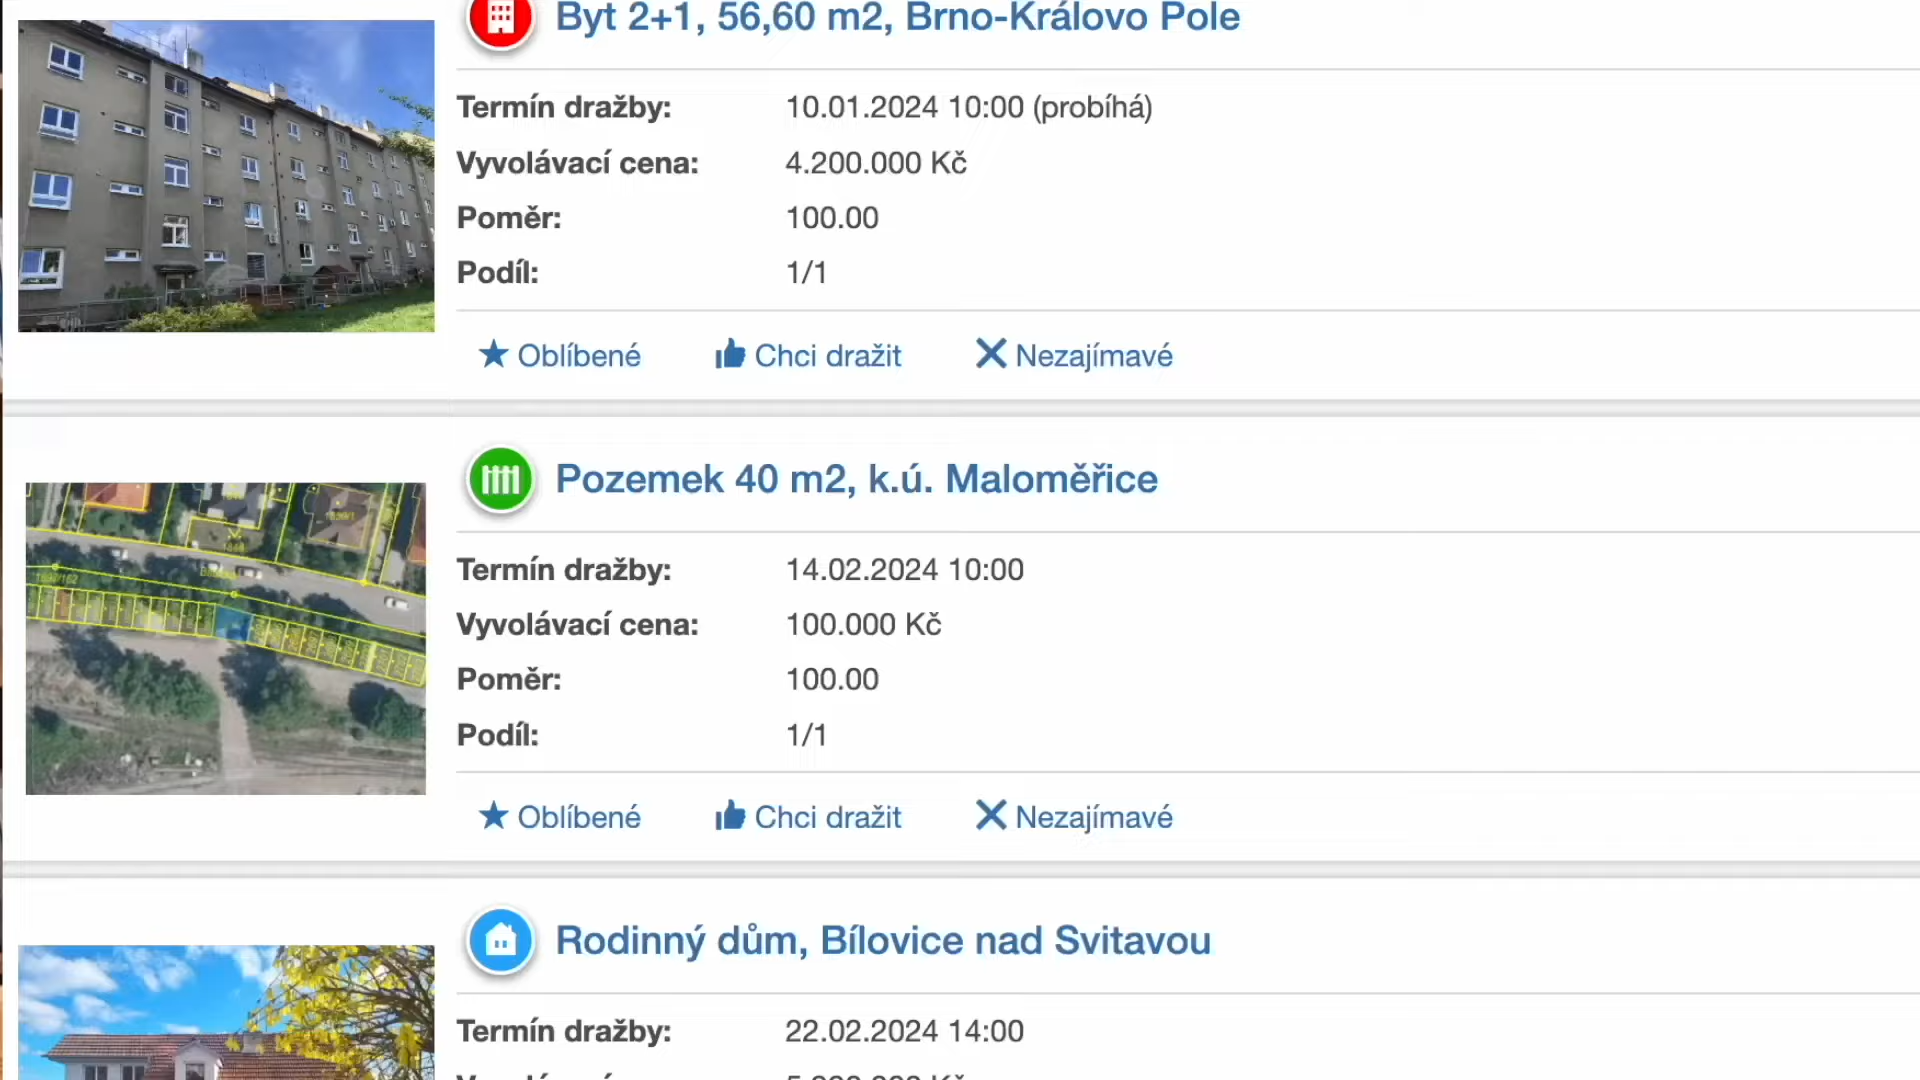 Byt 2+1, 56,60 m2, Brno-Královo Pole
Termín dražby: 10.01.2024 10:00 (probíhá)
Vyvolávací cena: 4.200.000 Kč
Poměr: 100.00
Podíl: 1/1
Oblíbené Chci dražit Nezajímavé
Pozemek 40 m2, k.ú. Maloměřice
Termín dražby: 14.02.2024 10:00
Vyvolávací cena: 100.000 Kč
Poměr: 100.00
Podíl: 1/1
Oblíbené Chci dražit Nezajímavé
Rodinný dům, Bílovice nad Svitavou
Termín dražby: 22.02.2024 14:00